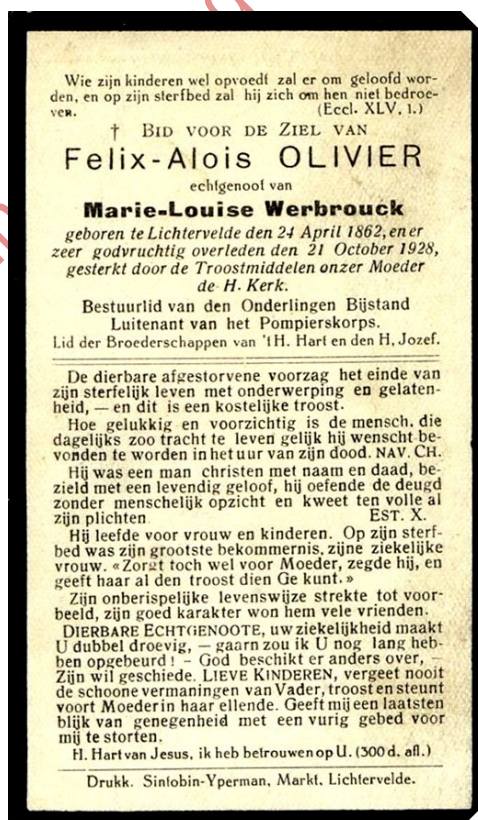 Wie zijn kinderen wel opvoedt zal er om geloofd wor-
den, en op zijn sterfbed zal hij zich om hen niet bedroe-
ven. (Eccl. XLV, 1.)
† BID VOOR DE ZIEL VAN
Felix-Alois OLIVIER
echtgenoot van
Marie-Louise Werbrouck
geboren te Lichtervelde den 24 April 1862, en er
zeer godvruchtig overleden den 21 October 1928,
gesterkt door de Troostmiddelen onzer Moeder
de H. Kerk.
Bestuurlid van den Onderlingen Bijstand
Luitenant van het Pompierskorps.
Lid der Broederschappen van 't H. Hart en den H, Jozef.
De dierbare afgestorvene voorzag het einde van
zijn sterfelijk leven met onderwerping en gelaten-
heid, — en dit is een kostelijke troost.
Hoe gelukkig en voorzichtig is de mensch, die
dagelijks zoo tracht te leven gelijk hij wenscht be-
vonden te worden in het uur van zijn dood. NAV. CH.
Hij was een man christen met naam en daad, be-
zield met een levendig geloof, hij oefende de deugd
zonder menschelijk opzicht en kweet ten volle al
zijn plichten EST. X.
Hij leefde voor vrouw en kinderen. Op zijn sterf-
bed was zijn grootste bekommernis, zijne ziekelijke
vrouw. «Zorgt toch wel voor Moeder, zegde hij, en
geeft haar al den troost dien Ge kunt.»
Zijn onberispelijke levenswijze strekte tot voor-
beeld, zijn goed karakter won hem vele vrienden.
DIERBARE ECHTGENOOTE, uw ziekelijkheid maakt
U dubbel droevig, — gaarn zou ik U nog lang heb-
ben opgebeurd ! - God beschikt er anders over, –
Zijn wil geschiede. LIEVE KINDEREN, vergeet nooit
de schoone vermaningen van Vader, troost en steunt
voort Moeder in haar ellende. Geeft mij een laatsten
blijk van genegenheid met een vurig gebed voor
mij te storten.
H. Hart van Jesus, ik heb betrouwen op U. (300 d. afl.)
Drukk. Sintobin-Yperman, Markt, Lichtervelde.